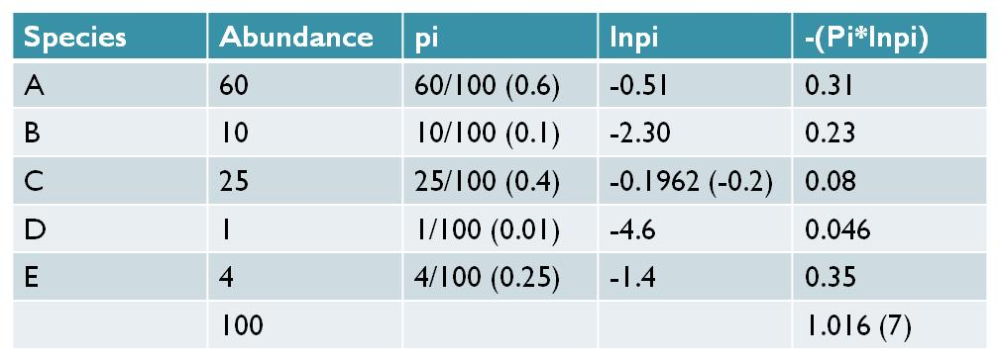 Species Abundance pi lnpi -(Pi*lnpi)
A 60 60/100 (0.6) -0.51 0.31
B 10 10/100 (0.1) -2.30 0.23
C 25 25/100 (0.4) -0.1962 (-0.2) 0.08
D 1 1/100 (0.01) -4.6 0.046
E 4 4/100 (0.25) -1.4 0.35
100 1.016 (7)